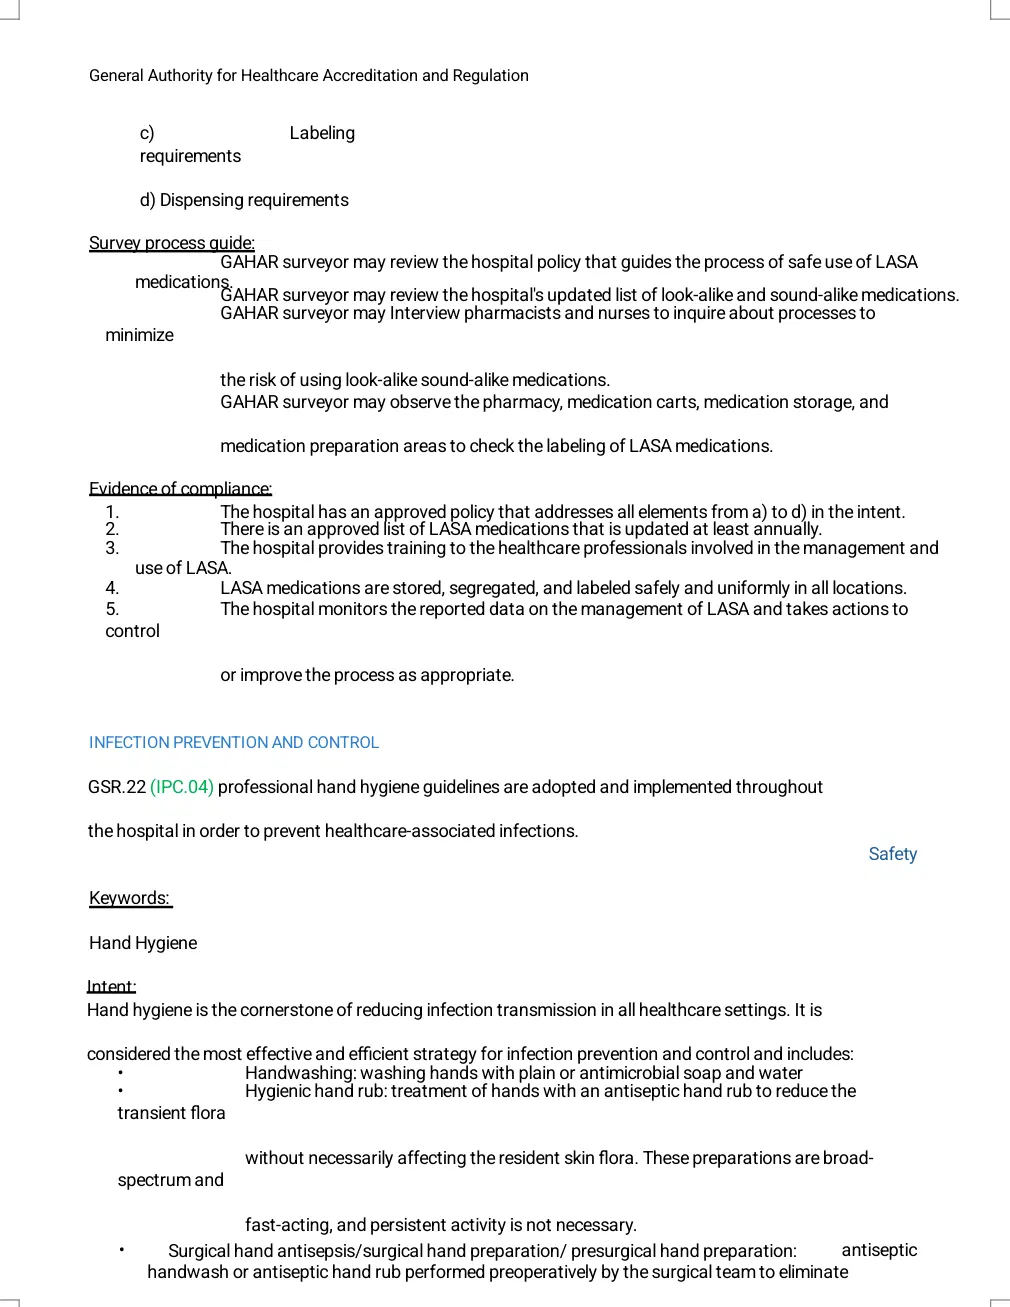 General Authority for Healthcare Accreditation and Regulation
c) Labeling
requirements
d) Dispensing requirements
Survey process guide:
GAHAR surveyor may review the hospital policy that guides the process of safe use of LASA
medications.
GAHAR surveyor may review the hospital's updated list of look-alike and sound-alike medications.
GAHAR surveyor may Interview pharmacists and nurses to inquire about processes to
minimize
the risk of using look-alike sound-alike medications.
GAHAR surveyor may observe the pharmacy, medication carts, medication storage, and
medication preparation areas to check the labeling of LASA medications.
Evidence of compliance:
1. The hospital has an approved policy that addresses all elements from a) to d) in the intent.
2. There is an approved list of LASA medications that is updated at least annually.
3. The hospital provides training to the healthcare professionals involved in the management and
use of LASA.
4. LASA medications are stored, segregated, and labeled safely and uniformly in all locations.
5. The hospital monitors the reported data on the management of LASA and takes actions to
control
or improve the process as appropriate.
INFECTION PREVENTION AND CONTROL
GSR.22 (IPC.04) professional hand hygiene guidelines are adopted and implemented throughout
the hospital in order to prevent healthcare-associated infections.
Safety
Keywords:
Hand Hygiene
Intent:
Hand hygiene is the cornerstone of reducing infection transmission in all healthcare settings. It is
considered the most effective and efficient strategy for infection prevention and control and includes:
• Handwashing: washing hands with plain or antimicrobial soap and water
• Hygienic hand rub: treatment of hands with an antiseptic hand rub to reduce the
transient flora
without necessarily affecting the resident skin flora. These preparations are broad-
spectrum and
fast-acting, and persistent activity is not necessary.
• Surgical hand antisepsis/surgical hand preparation/ presurgical hand preparation: antiseptic
handwash or antiseptic hand rub performed preoperatively by the surgical team to eliminate